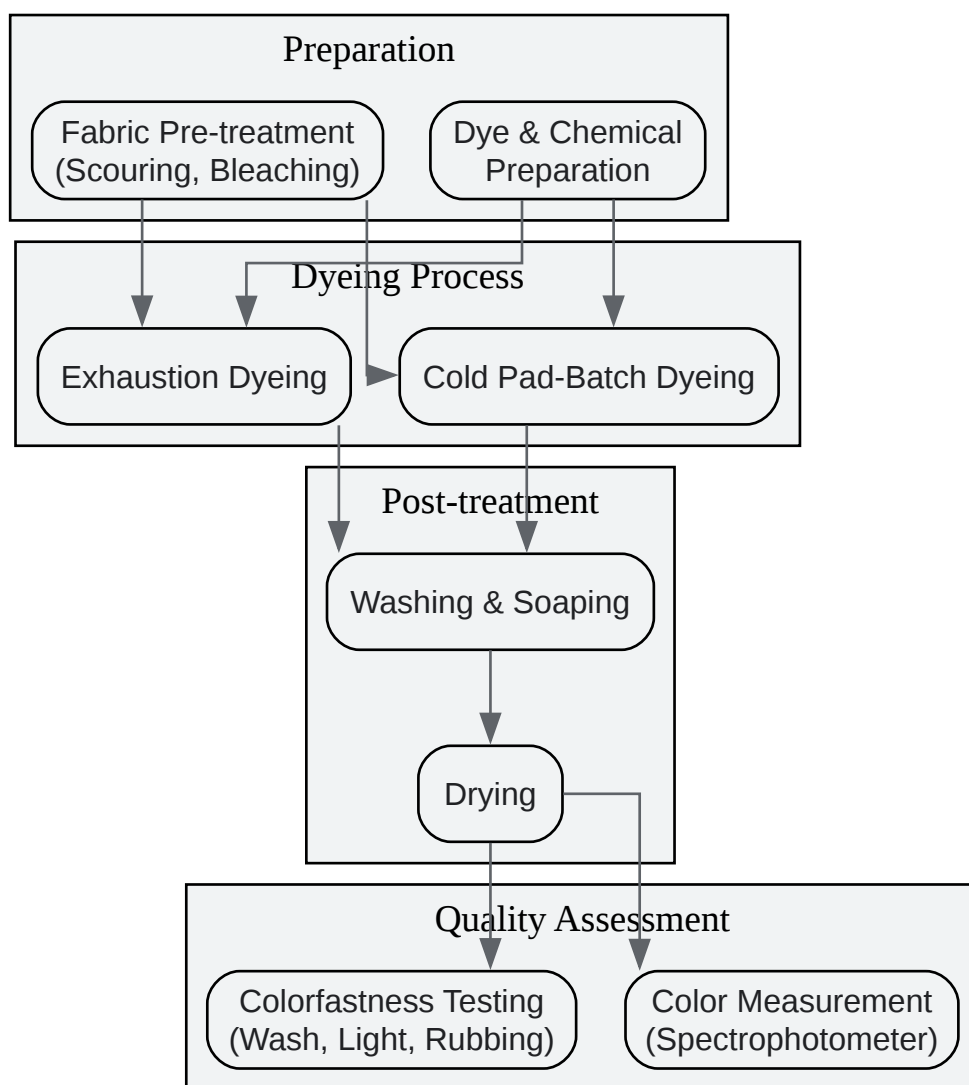 Preparation
Fabric Pre-treatment
(Scouring, Bleaching)
Dye & Chemical
Preparation
Dyeing Process
Exhaustion Dyeing
Cold Pad-Batch Dyeing
Post-treatment
Washing & Soaping
Drying
Quality Assessment
Colorfastness Testing
(Wash, Light, Rubbing)
Color Measurement
(Spectrophotometer)